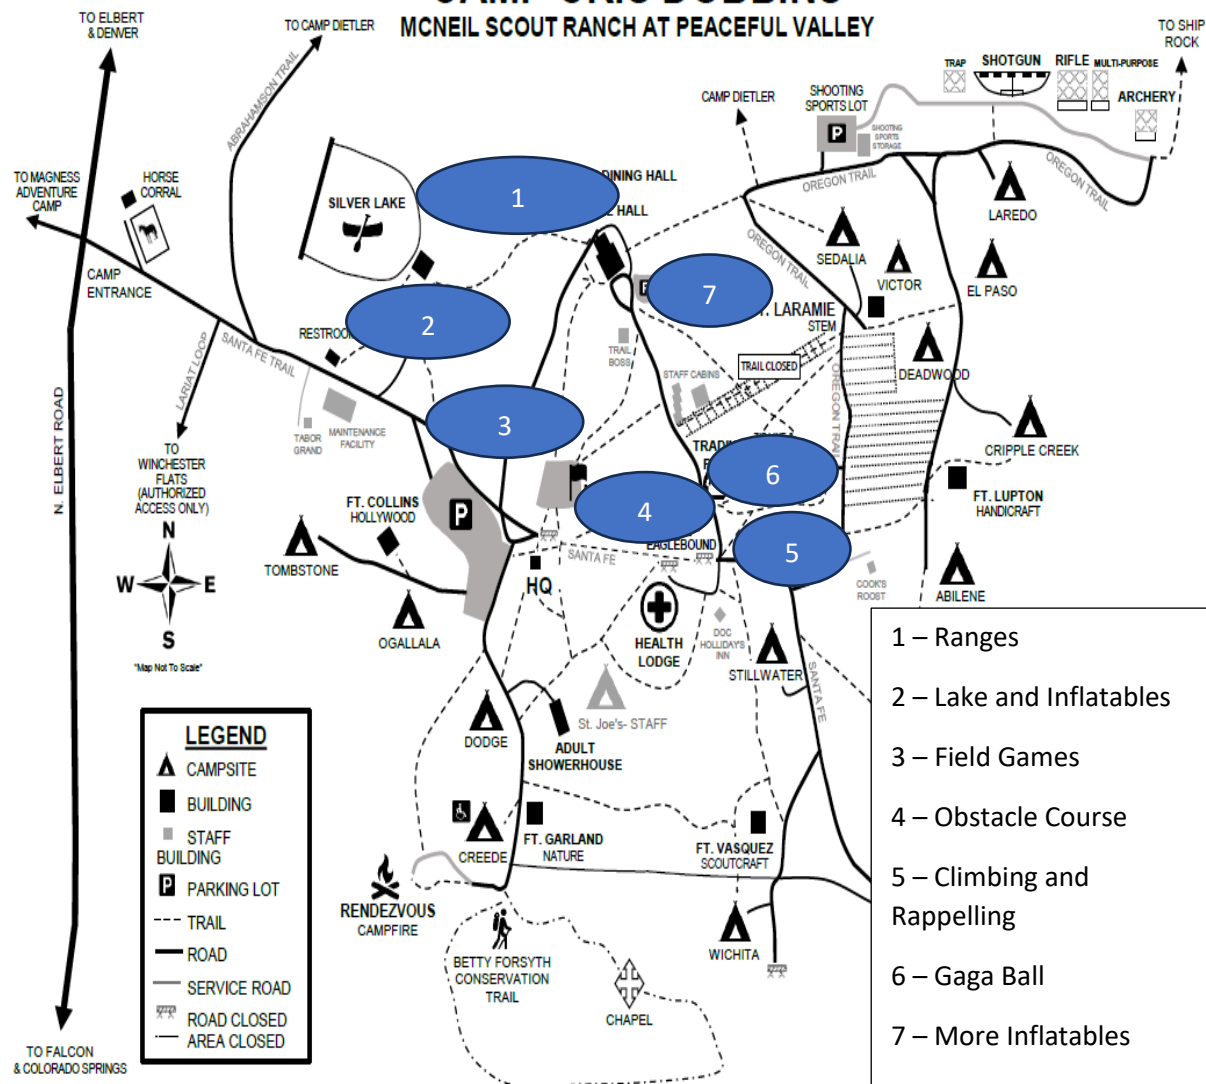 MCNEIL SCOUT RANCH AT PEACEFUL VALLEY
TO ELBERT
& DENVER
TO CAMP DIETLER
TO SHIP
ROCK
TRAP
SHOTGUN
RIFLE
MULTI-PURPOSE
ARCHERY
SHOOTING
SPORTS LOT
P
SHOOTING
SPORTS
STORAGE
CAMP DIETLER
ABRAHAMSON TRAIL
TO MAGNESS
ADVENTURE
CAMP
HORSE
CORRAL
SILVER LAKE
1
DINING HALL
HALL
OREGON TRAIL
OREGON TRAIL
LAREDO
SEDALIA
OREGON TRAIL
VICTOR
EL PASO
CAMP
ENTRANCE
2
7
LARAMIE
STEM
SANTA FE TRAIL
LARIAT LOOP
TRAIL
BOSS
TRAIL CLOSED
STAFF CABINS
DEADWOOD
N. ELBERT ROAD
TABOR
GRAND
MAINTENANCE
FACILITY
3
CRIPPLE CREEK
TO
WINCHESTER
FLATS
(AUTHORIZED
ACCESS ONLY)
FT. COLLINS
HOLLYWOOD
P
4
6
FT. LUPTON
HANDICRAFT
N
W E
S
"Map Not To Scale"
TOMBSTONE
SANTA FE
EAGLEBOUND
5
HQ
COOK'S
ROOST
ABILENE
OGALLALA
HEALTH
LODGE
DOC
HOLLIDAY'S
INN
STILLWATER
SANTA FE
St. Joe's- STAFF
DODGE
ADULT
SHOWERHOUSE
CREEDE
FT. GARLAND
NATURE
FT. VASQUEZ
SCOUTCRAFT
RENDEZVOUS
CAMPFIRE
BETTY FORSYTH
CONSERVATION
TRAIL
CHAPEL
WICHITA
LEGEND
CAMPSITE
BUILDING
STAFF
BUILDING
P PARKING LOT
TRAIL
ROAD
SERVICE ROAD
ROAD CLOSED
AREA CLOSED
TO FALCON
& COLORADO SPRINGS
1 – Ranges
2 – Lake and Inflatables
3 – Field Games
4 – Obstacle Course
5 – Climbing and
Rappelling
6 – Gaga Ball
7 – More Inflatables